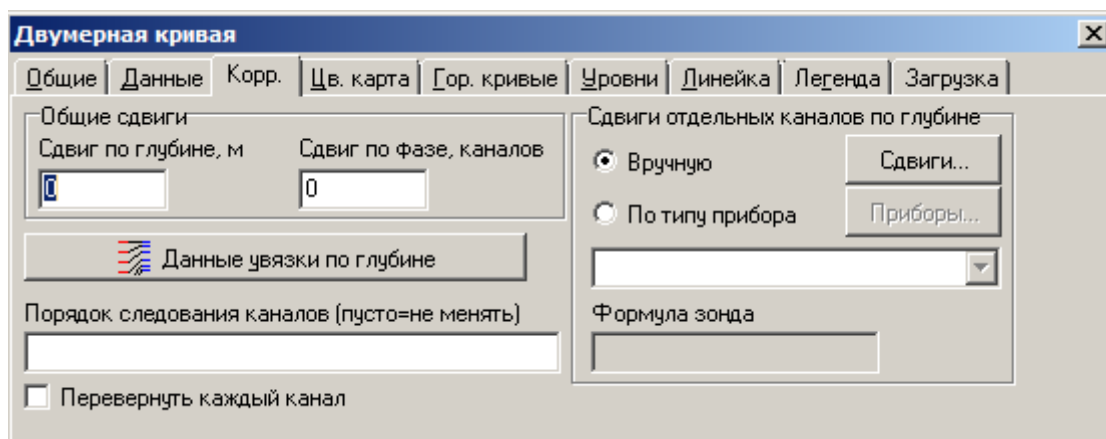 Двумерная кривая
Общие Данные Корр. Цв. карта Гор. кривые Уровни Линейка Легенда Загрузка
Общие сдвиги
Сдвиг по глубине, м Сдвиг по фазе, каналов
0 0
Данные увязки по глубине
Порядок следования каналов (пусто=не менять)
Перевернуть каждый канал
Сдвиги отдельных каналов по глубине
Вручную Сдвиги...
По типу прибора Приборы...
Формула зонда